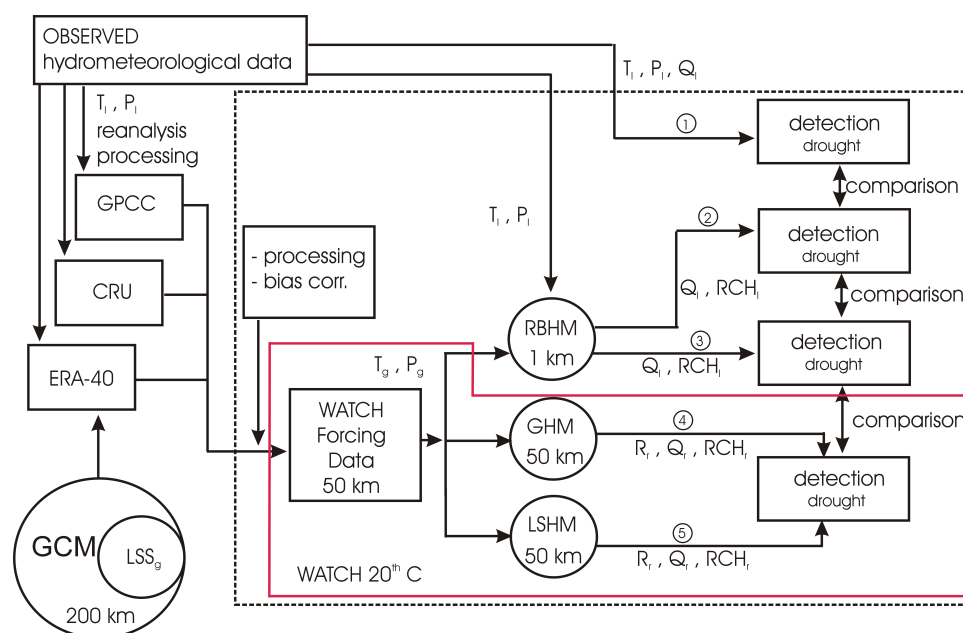 OBSERVED
hydrometeorological data
T_l , P_l , Q_l
T_l , P_l
reanalysis
processing
①
detection
drought
comparison
GPCC
T_l , P_l
②
detection
drought
Q_l , RCH_l
- processing
- bias corr.
CRU
comparison
RBHM
1 km
③
Q_l , RCH_l
detection
drought
ERA-40
T_g , P_g
WATCH
Forcing
Data
50 km
GHM
50 km
④
R_r , Q_r , RCH_r
comparison
detection
drought
GCM
LSS_g
200 km
LSHM
50 km
⑤
R_r , Q_r , RCH_r
WATCH 20th C